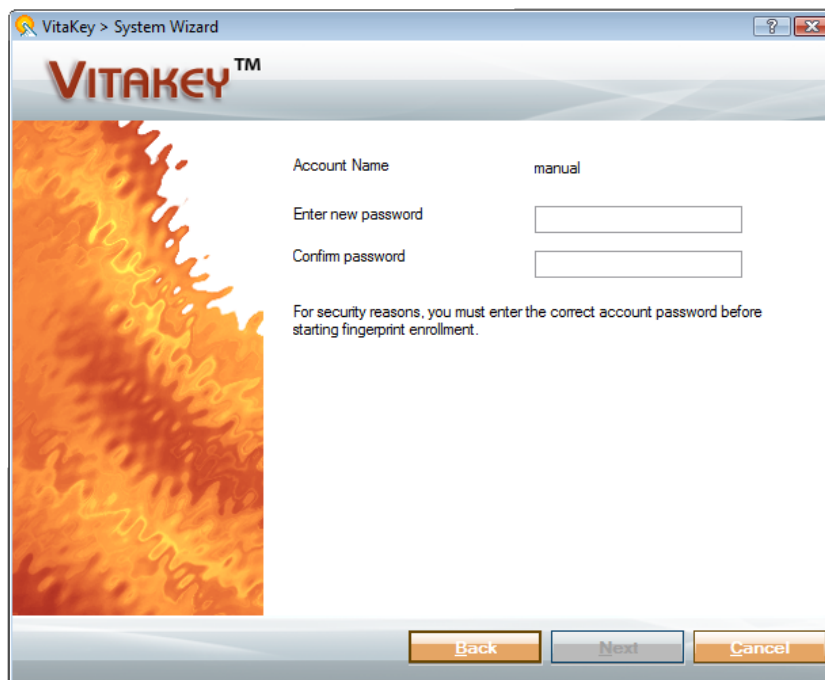 VitaKey > System Wizard
VITAKEY™
Account Name
manual
Enter new password
Confirm password
For security reasons, you must enter the correct account password before
starting fingerprint enrollment.
Back
Next
Cancel